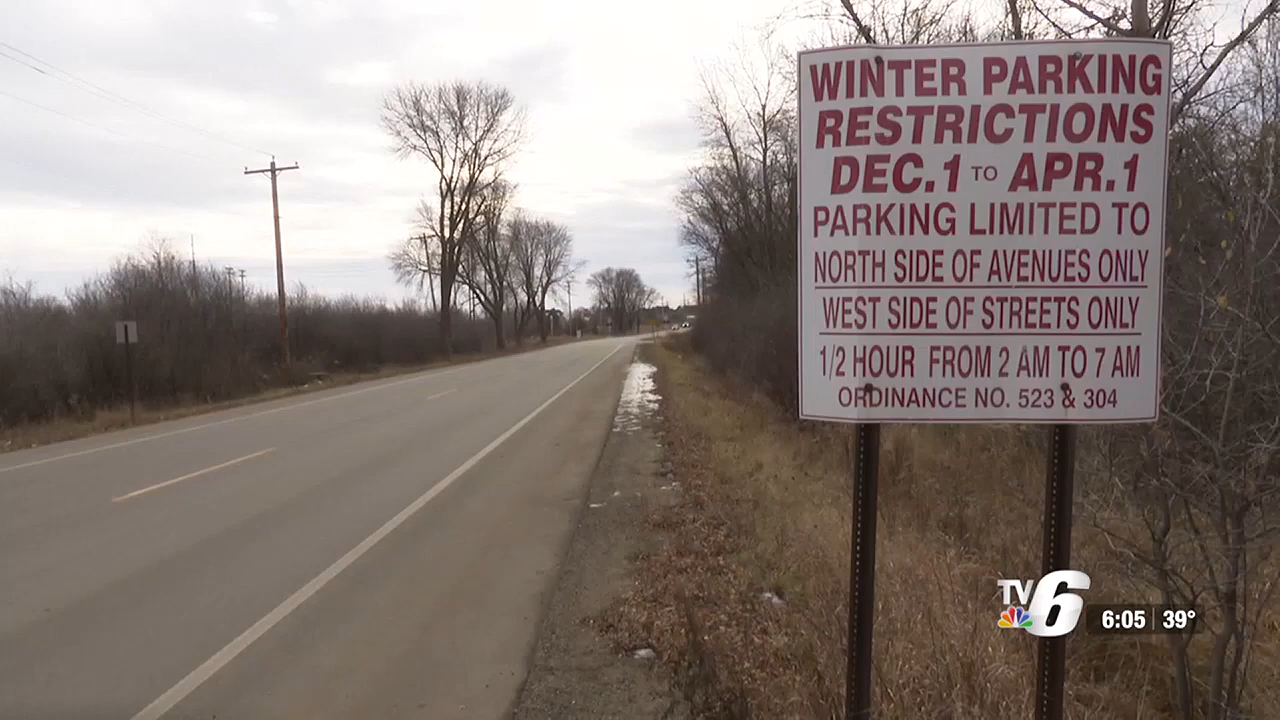 WINTER PARKING
RESTRICTIONS
DEC.1 TO APR.1
PARKING LIMITED TO
NORTH SIDE OF AVENUES ONLY
WEST SIDE OF STREETS ONLY
1/2 HOUR FROM 2 AM TO 7 AM
ORDINANCE NO. 523 & 304
TV6 6:05 39°